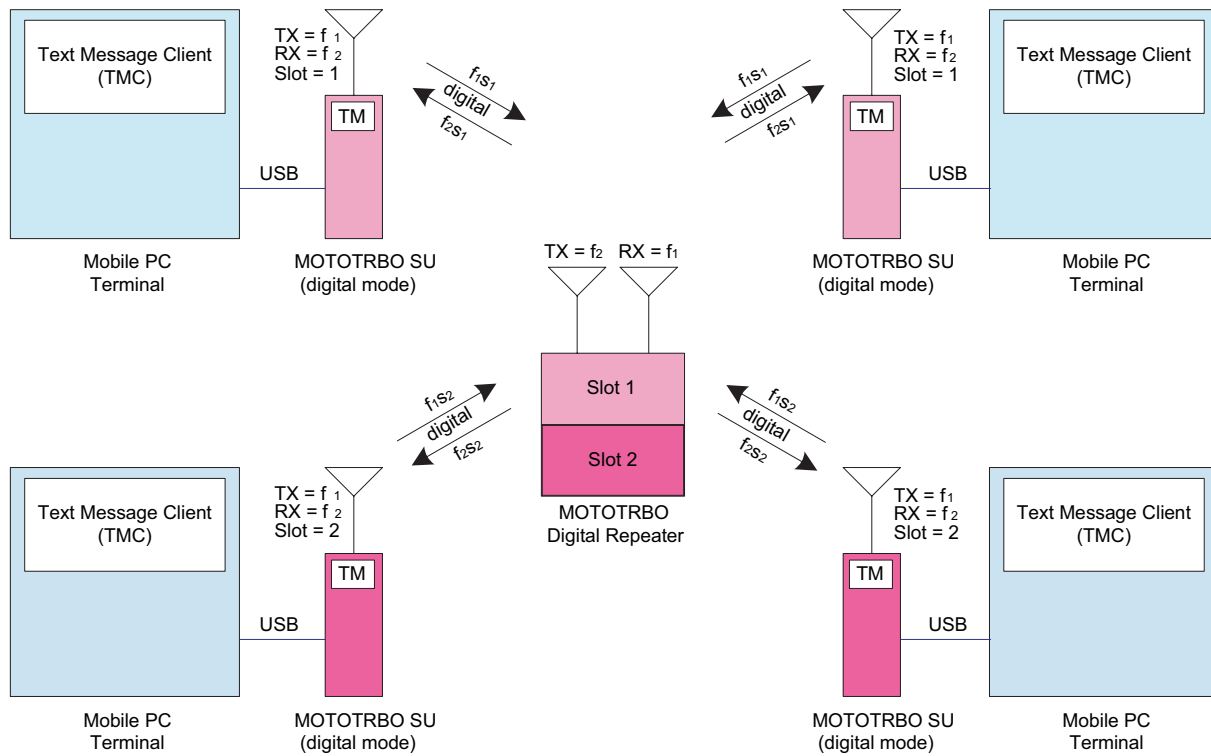 Text Message Client
(TMC)
TX = f 1
RX = f 2
Slot = 1
TM
USB
Mobile PC
Terminal
MOTOTRBO SU
(digital mode)
f1s1
digital
f2s1
f1s1
digital
f2s1
TX = f1
RX = f2
Slot = 1
TM
Text Message Client
(TMC)
USB
MOTOTRBO SU
(digital mode)
Mobile PC
Terminal
TX = f2
RX = f1
Slot 1
Slot 2
MOTOTRBO
Digital Repeater
f1s2
digital
f2s2
f1s2
digital
f2s2
Text Message Client
(TMC)
TX = f 1
RX = f 2
Slot = 2
TM
USB
Mobile PC
Terminal
MOTOTRBO SU
(digital mode)
TX = f1
RX = f2
Slot = 2
TM
Text Message Client
(TMC)
USB
MOTOTRBO SU
(digital mode)
Mobile PC
Terminal